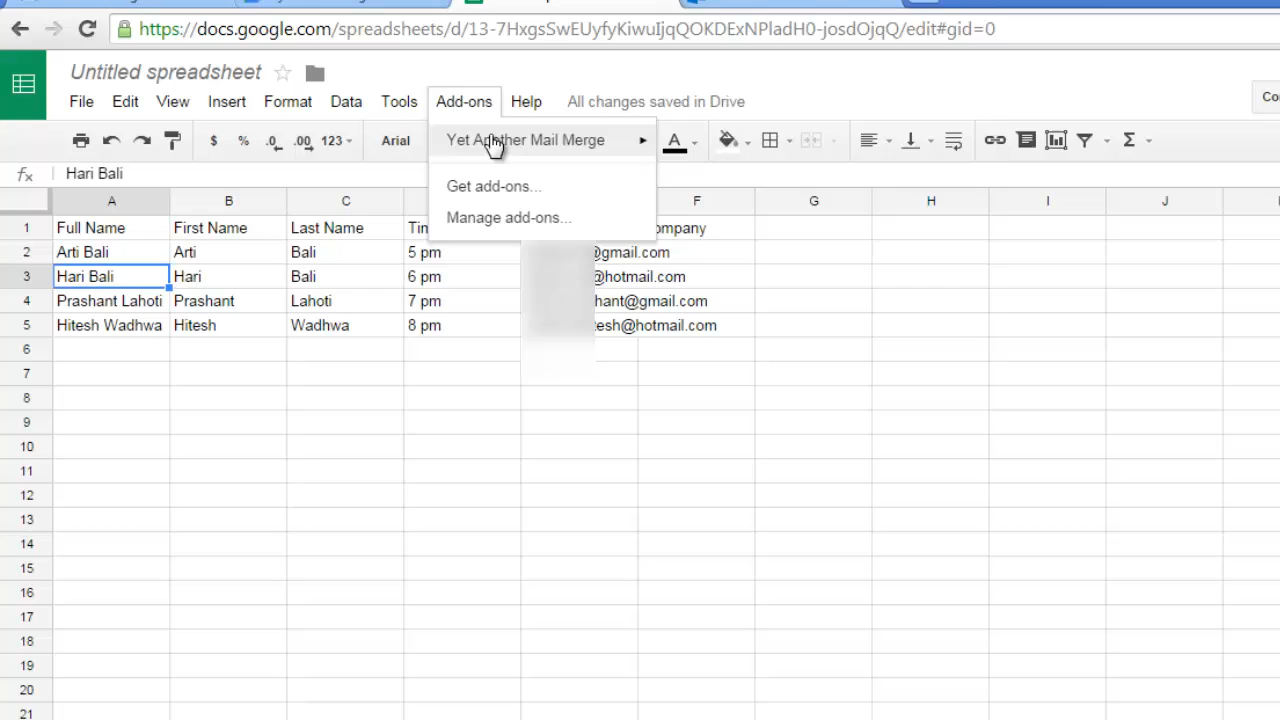 https://docs.google.com/spreadsheets/d/13-7HxgsSwEUyfyKiwuIjqQOKDExNPladH0-josdOjqQ/edit#gid=0
Untitled spreadsheet
File Edit View Insert Format Data Tools Add-ons Help All changes saved in Drive
$ % .0 .00 123 Arial Yet Another Mail Merge A Σ
fx Hari Bali
Get add-ons...
Manage add-ons...
A B C F G H I J
1 Full Name First Name Last Name
2 Arti Bali Arti Bali 5 pm @gmail.com
3 Hari Bali Hari Bali 6 pm @hotmail.com
4 Prashant Lahoti Prashant Lahoti 7 pm hant@gmail.com
5 Hitesh Wadhwa Hitesh Wadhwa 8 pm tesh@hotmail.com
6
7
8
9
10
11
12
13
14
15
16
17
18
19
20
21